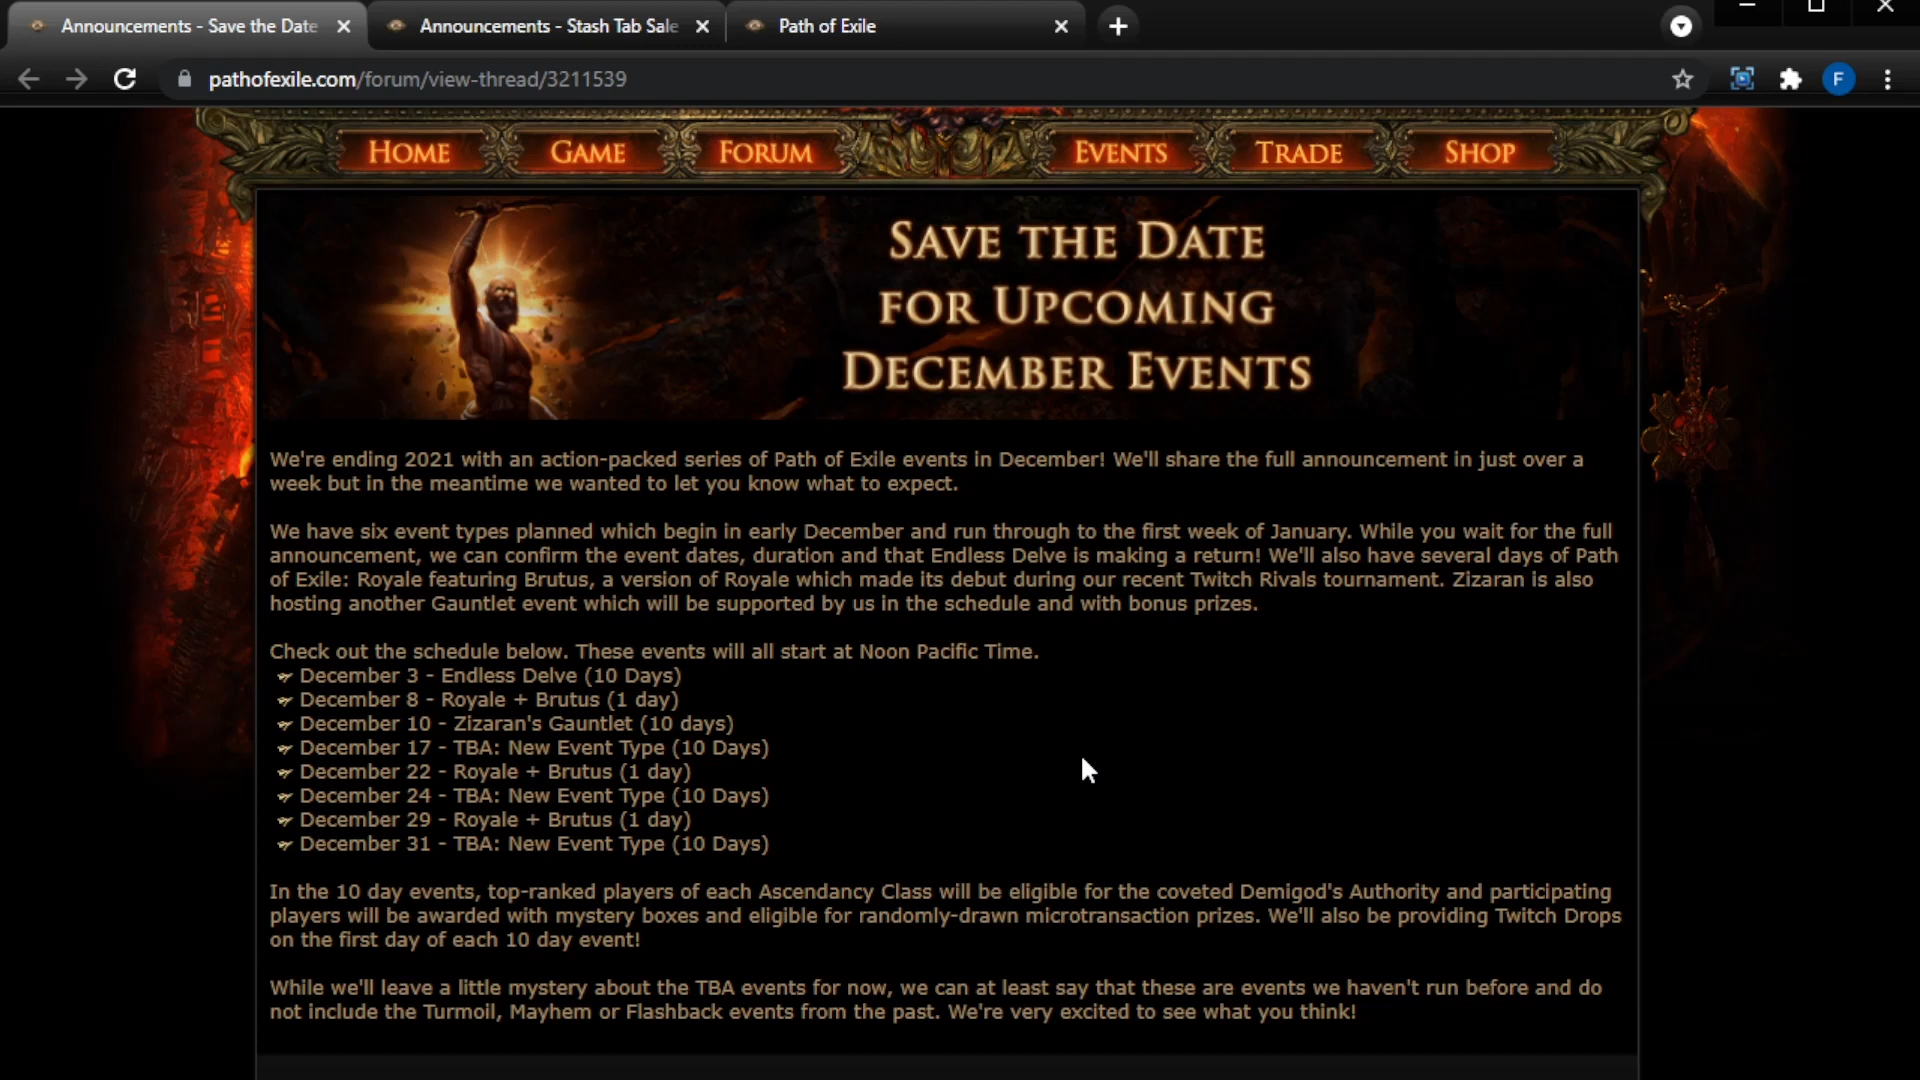 Announcements - Save the Date
Announcements - Stash Tab Sale
Path of Exile
pathofexile.com/forum/view-thread/3211539
F
HOME
GAME
FORUM
EVENTS
TRADE
SHOP
SAVE THE DATE
FOR UPCOMING
DECEMBER EVENTS
We're ending 2021 with an action-packed series of Path of Exile events in December! We'll share the full announcement in just over a
week but in the meantime we wanted to let you know what to expect.
We have six event types planned which begin in early December and run through to the first week of January. While you wait for the full
announcement, we can confirm the event dates, duration and that Endless Delve is making a return! We'll also have several days of Path
of Exile: Royale featuring Brutus, a version of Royale which made its debut during our recent Twitch Rivals tournament. Zizaran is also
hosting another Gauntlet event which will be supported by us in the schedule and with bonus prizes.
Check out the schedule below. These events will all start at Noon Pacific Time.
December 3 - Endless Delve (10 Days)
December 8 - Royale + Brutus (1 day)
December 10 - Zizaran's Gauntlet (10 days)
December 17 - TBA: New Event Type (10 Days)
December 22 - Royale + Brutus (1 day)
December 24 - TBA: New Event Type (10 Days)
December 29 - Royale + Brutus (1 day)
December 31 - TBA: New Event Type (10 Days)
In the 10 day events, top-ranked players of each Ascendancy Class will be eligible for the coveted Demigod's Authority and participating
players will be awarded with mystery boxes and eligible for randomly-drawn microtransaction prizes. We'll also be providing Twitch Drops
on the first day of each 10 day event!
While we'll leave a little mystery about the TBA events for now, we can at least say that these are events we haven't run before and do
not include the Turmoil, Mayhem or Flashback events from the past. We're very excited to see what you think!